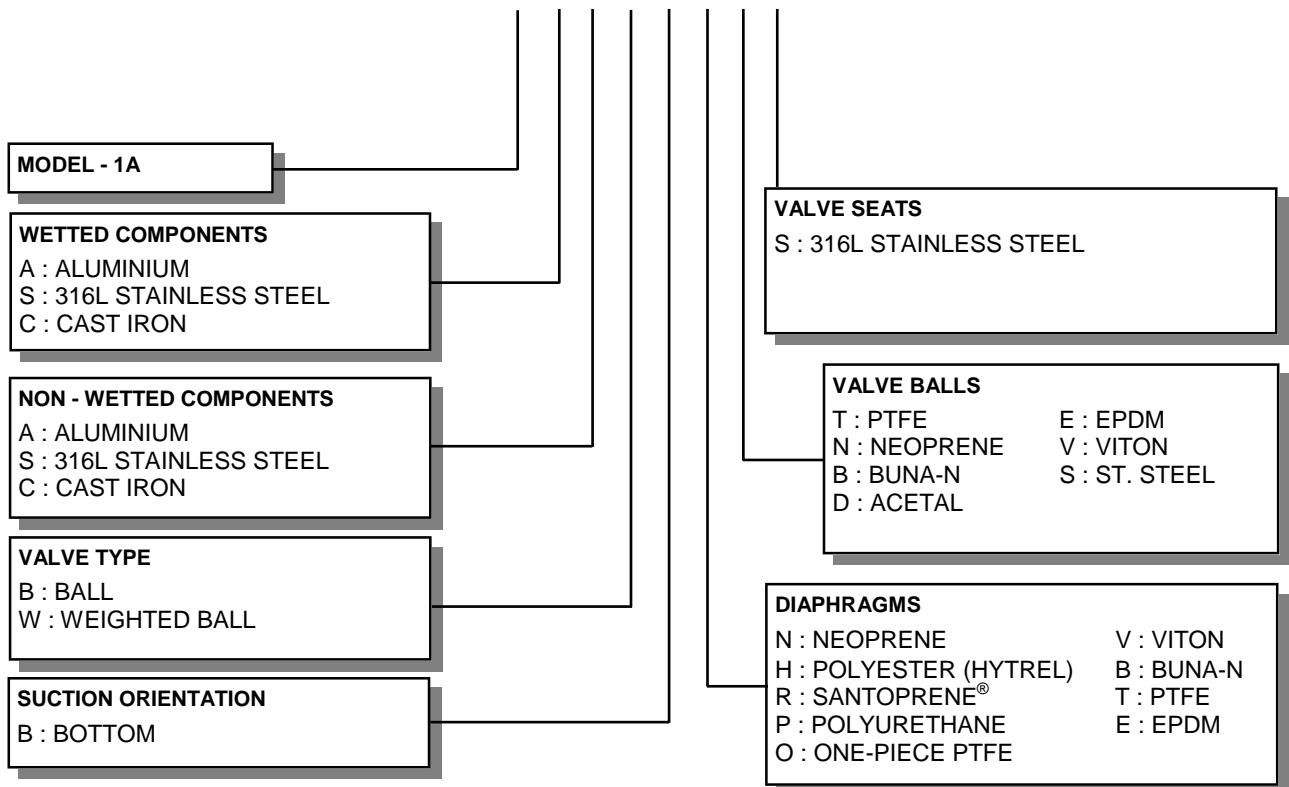 MODEL - 1A
WETTED COMPONENTS
A : ALUMINIUM
S : 316L STAINLESS STEEL
C : CAST IRON
NON - WETTED COMPONENTS
A : ALUMINIUM
S : 316L STAINLESS STEEL
C : CAST IRON
VALVE TYPE
B : BALL
W : WEIGHTED BALL
SUCTION ORIENTATION
B : BOTTOM
VALVE SEATS
S : 316L STAINLESS STEEL
VALVE BALLS
T : PTFE E : EPDM
N : NEOPRENE V : VITON
B : BUNA-N S : ST. STEEL
D : ACETAL
DIAPHRAGMS
N : NEOPRENE V : VITON
H : POLYESTER (HYTREL) B : BUNA-N
R : SANTOPRENE® T : PTFE
P : POLYURETHANE E : EPDM
O : ONE-PIECE PTFE